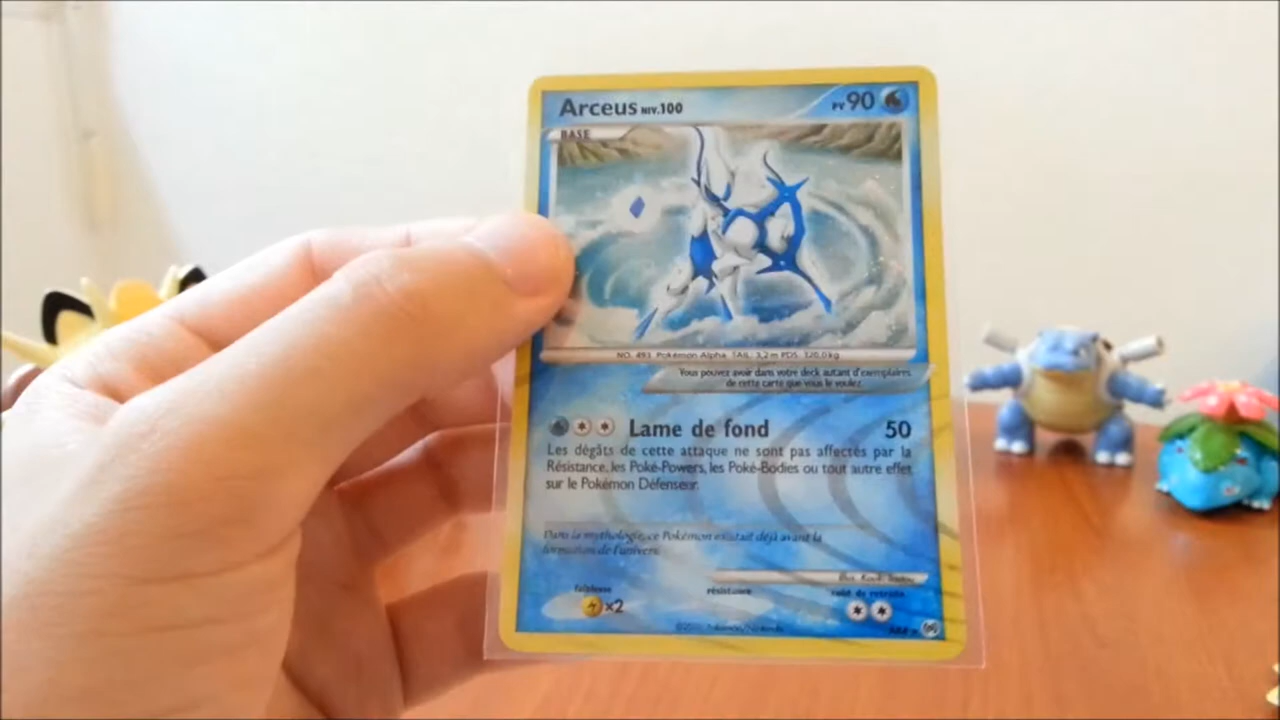 Arceus NIV.100 PV 90
BASE
NO. 493 Pokémon Alpha TAIL: 3,2 m PDS: 320,0 kg
Vous pouvez avoir dans votre deck autant d'exemplaires
de cette carte que vous le voulez.
Lame de fond 50
Les dégâts de cette attaque ne sont pas affectés par la
Résistance, les Poké-Powers, les Poké-Bodies ou tout autre effet
sur le Pokémon Défenseur.
Dans la mythologie, ce Pokémon existait déjà avant la
formation de l'univers.
faiblesse résistance coût de retraite
×2